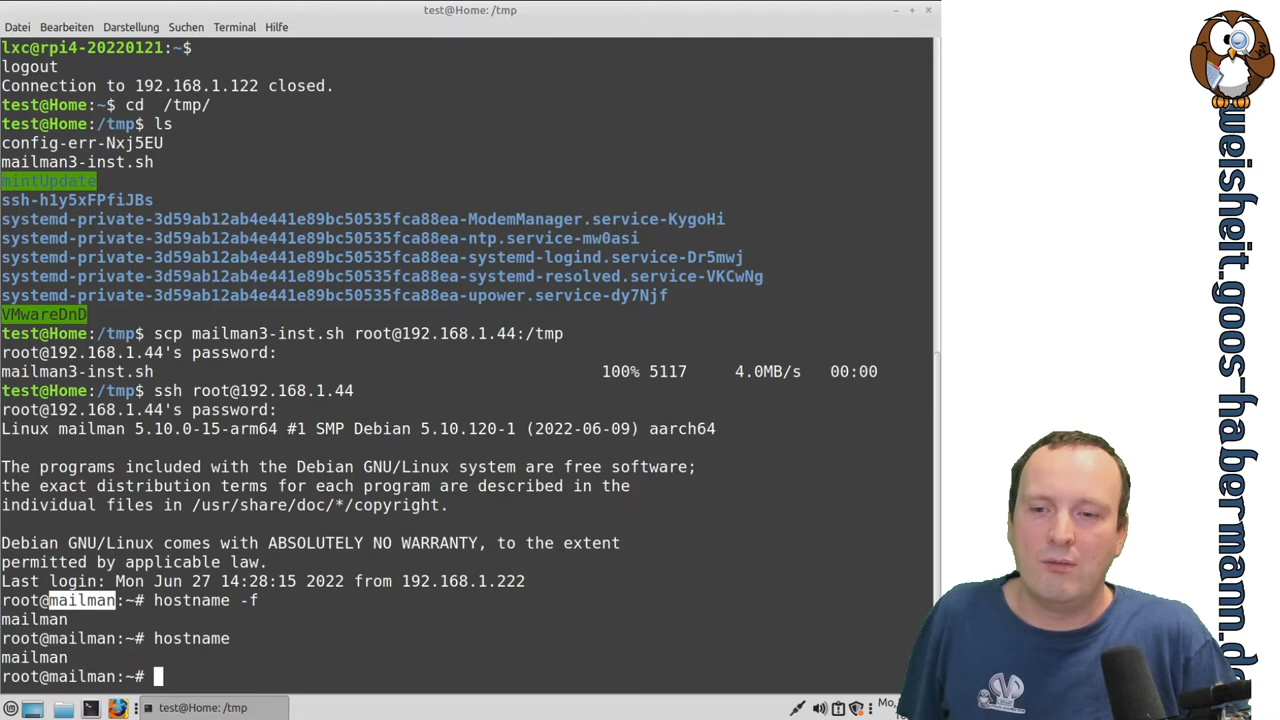 test@Home: /tmp
Datei Bearbeiten Darstellung Suchen Terminal Hilfe
lxc@rpi4-20220121:~$
logout
Connection to 192.168.1.122 closed.
test@Home:~$ cd  /tmp/
test@Home:/tmp$ ls
config-err-Nxj5EU
mailman3-inst.sh
mintUpdate
ssh-h1y5xFPfiJBs
systemd-private-3d59ab12ab4e441e89bc50535fca88ea-ModemManager.service-KygoHi
systemd-private-3d59ab12ab4e441e89bc50535fca88ea-ntp.service-mw0asi
systemd-private-3d59ab12ab4e441e89bc50535fca88ea-systemd-logind.service-Dr5mwj
systemd-private-3d59ab12ab4e441e89bc50535fca88ea-systemd-resolved.service-VKCwNg
systemd-private-3d59ab12ab4e441e89bc50535fca88ea-upower.service-dy7Njf
VMwareDnD
test@Home:/tmp$ scp mailman3-inst.sh root@192.168.1.44:/tmp
root@192.168.1.44's password:
mailman3-inst.sh 100% 5117 4.0MB/s 00:00
test@Home:/tmp$ ssh root@192.168.1.44
root@192.168.1.44's password:
Linux mailman 5.10.0-15-arm64 #1 SMP Debian 5.10.120-1 (2022-06-09) aarch64
The programs included with the Debian GNU/Linux system are free software;
the exact distribution terms for each program are described in the
individual files in /usr/share/doc/*/copyright.
Debian GNU/Linux comes with ABSOLUTELY NO WARRANTY, to the extent
permitted by applicable law.
Last login: Mon Jun 27 14:28:15 2022 from 192.168.1.222
root@mailman:~# hostname -f
mailman
root@mailman:~# hostname
mailman
root@mailman:~#
test@Home: /tmp
Mo,
weisheit.goos-habermann.de